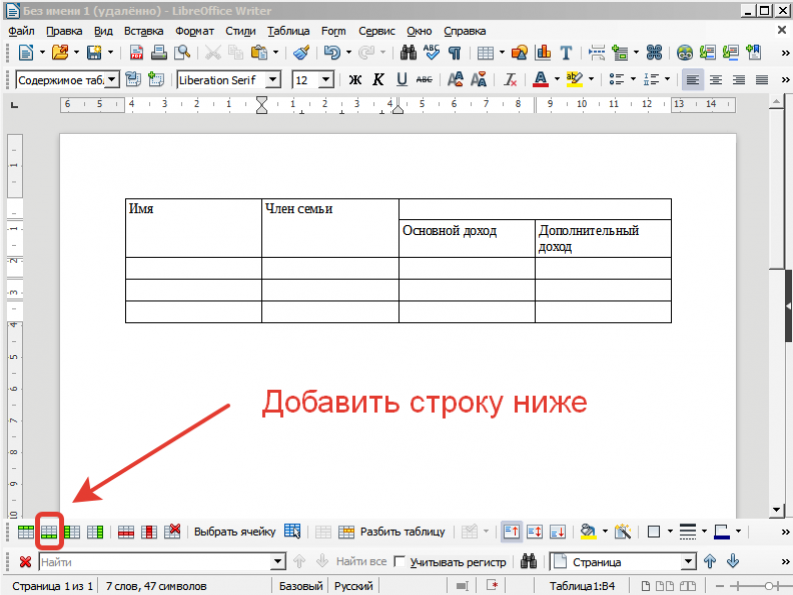 Без имени 1 (удалённо) - LibreOffice Writer
Файл Правка Вид Вставка Формат Стили Таблица Form Сервис Окно Справка
Содержимое таб. Liberation Serif 12 Ж К U ABC
6 5 4 3 2 1 1 2 3 4 5 6 7 8 9 10 11 12 13 14
Имя Член семьи
Основной доход Дополнительный
доход
Добавить строку ниже
Выбрать ячейку Разбить таблицу
Найти Найти все Учитывать регистр Страница
Страница 1 из 1 7 слов, 47 символов Базовый Русский Таблица1:B4